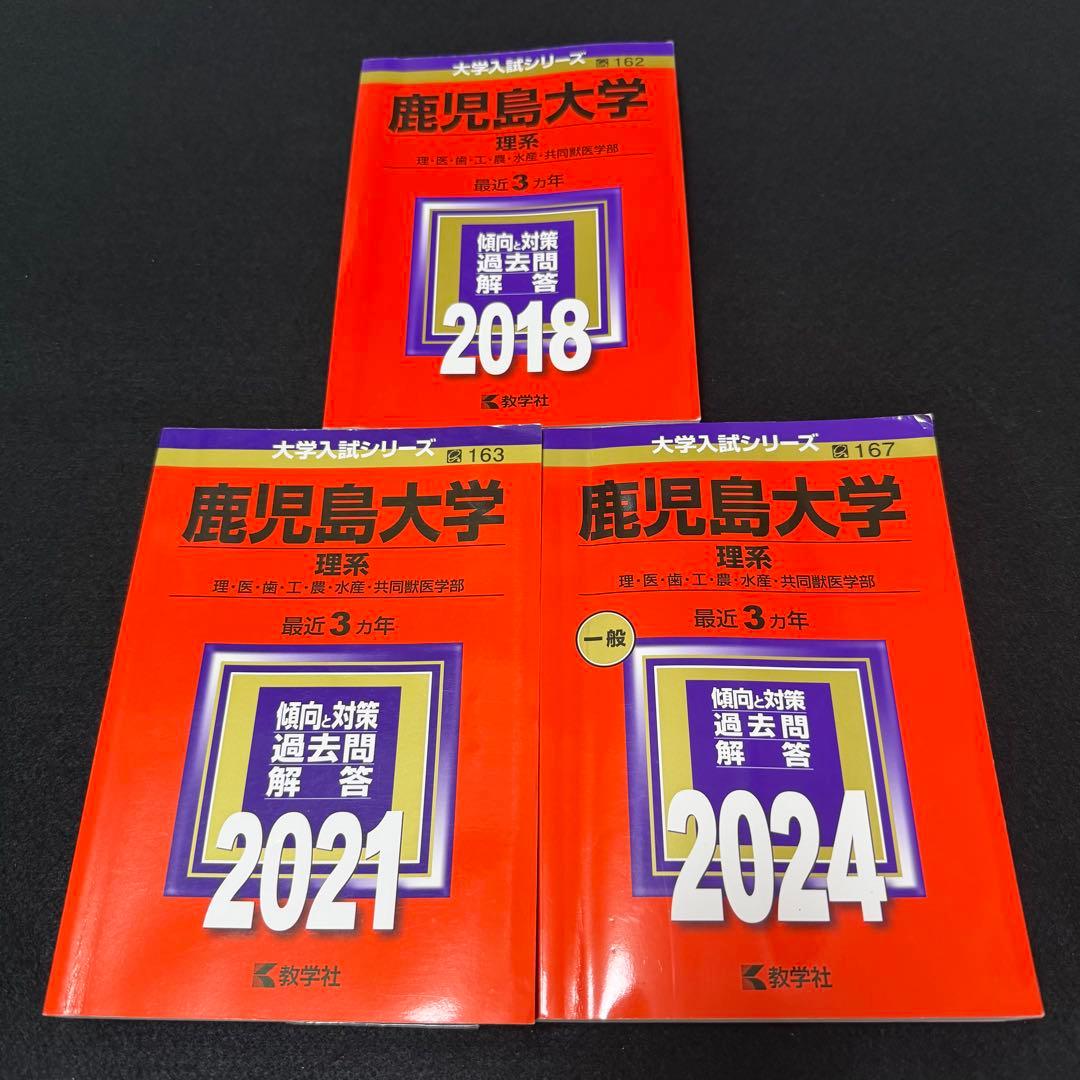 大学入試シリーズ 162
鹿児島大学
理系
理・医・歯・工・農・水産・共同獣医学部
最近3カ年
傾向と対策
過去問
解答
2018
教学社
大学入試シリーズ 163
鹿児島大学
理系
理・医・歯・工・農・水産・共同獣医学部
最近3カ年
傾向と対策
過去問
解答
2021
教学社
大学入試シリーズ 167
鹿児島大学
理系
理・医・歯・工・農・水産・共同獣医学部
最近3カ年
一般
傾向と対策
過去問
解答
2024
教学社